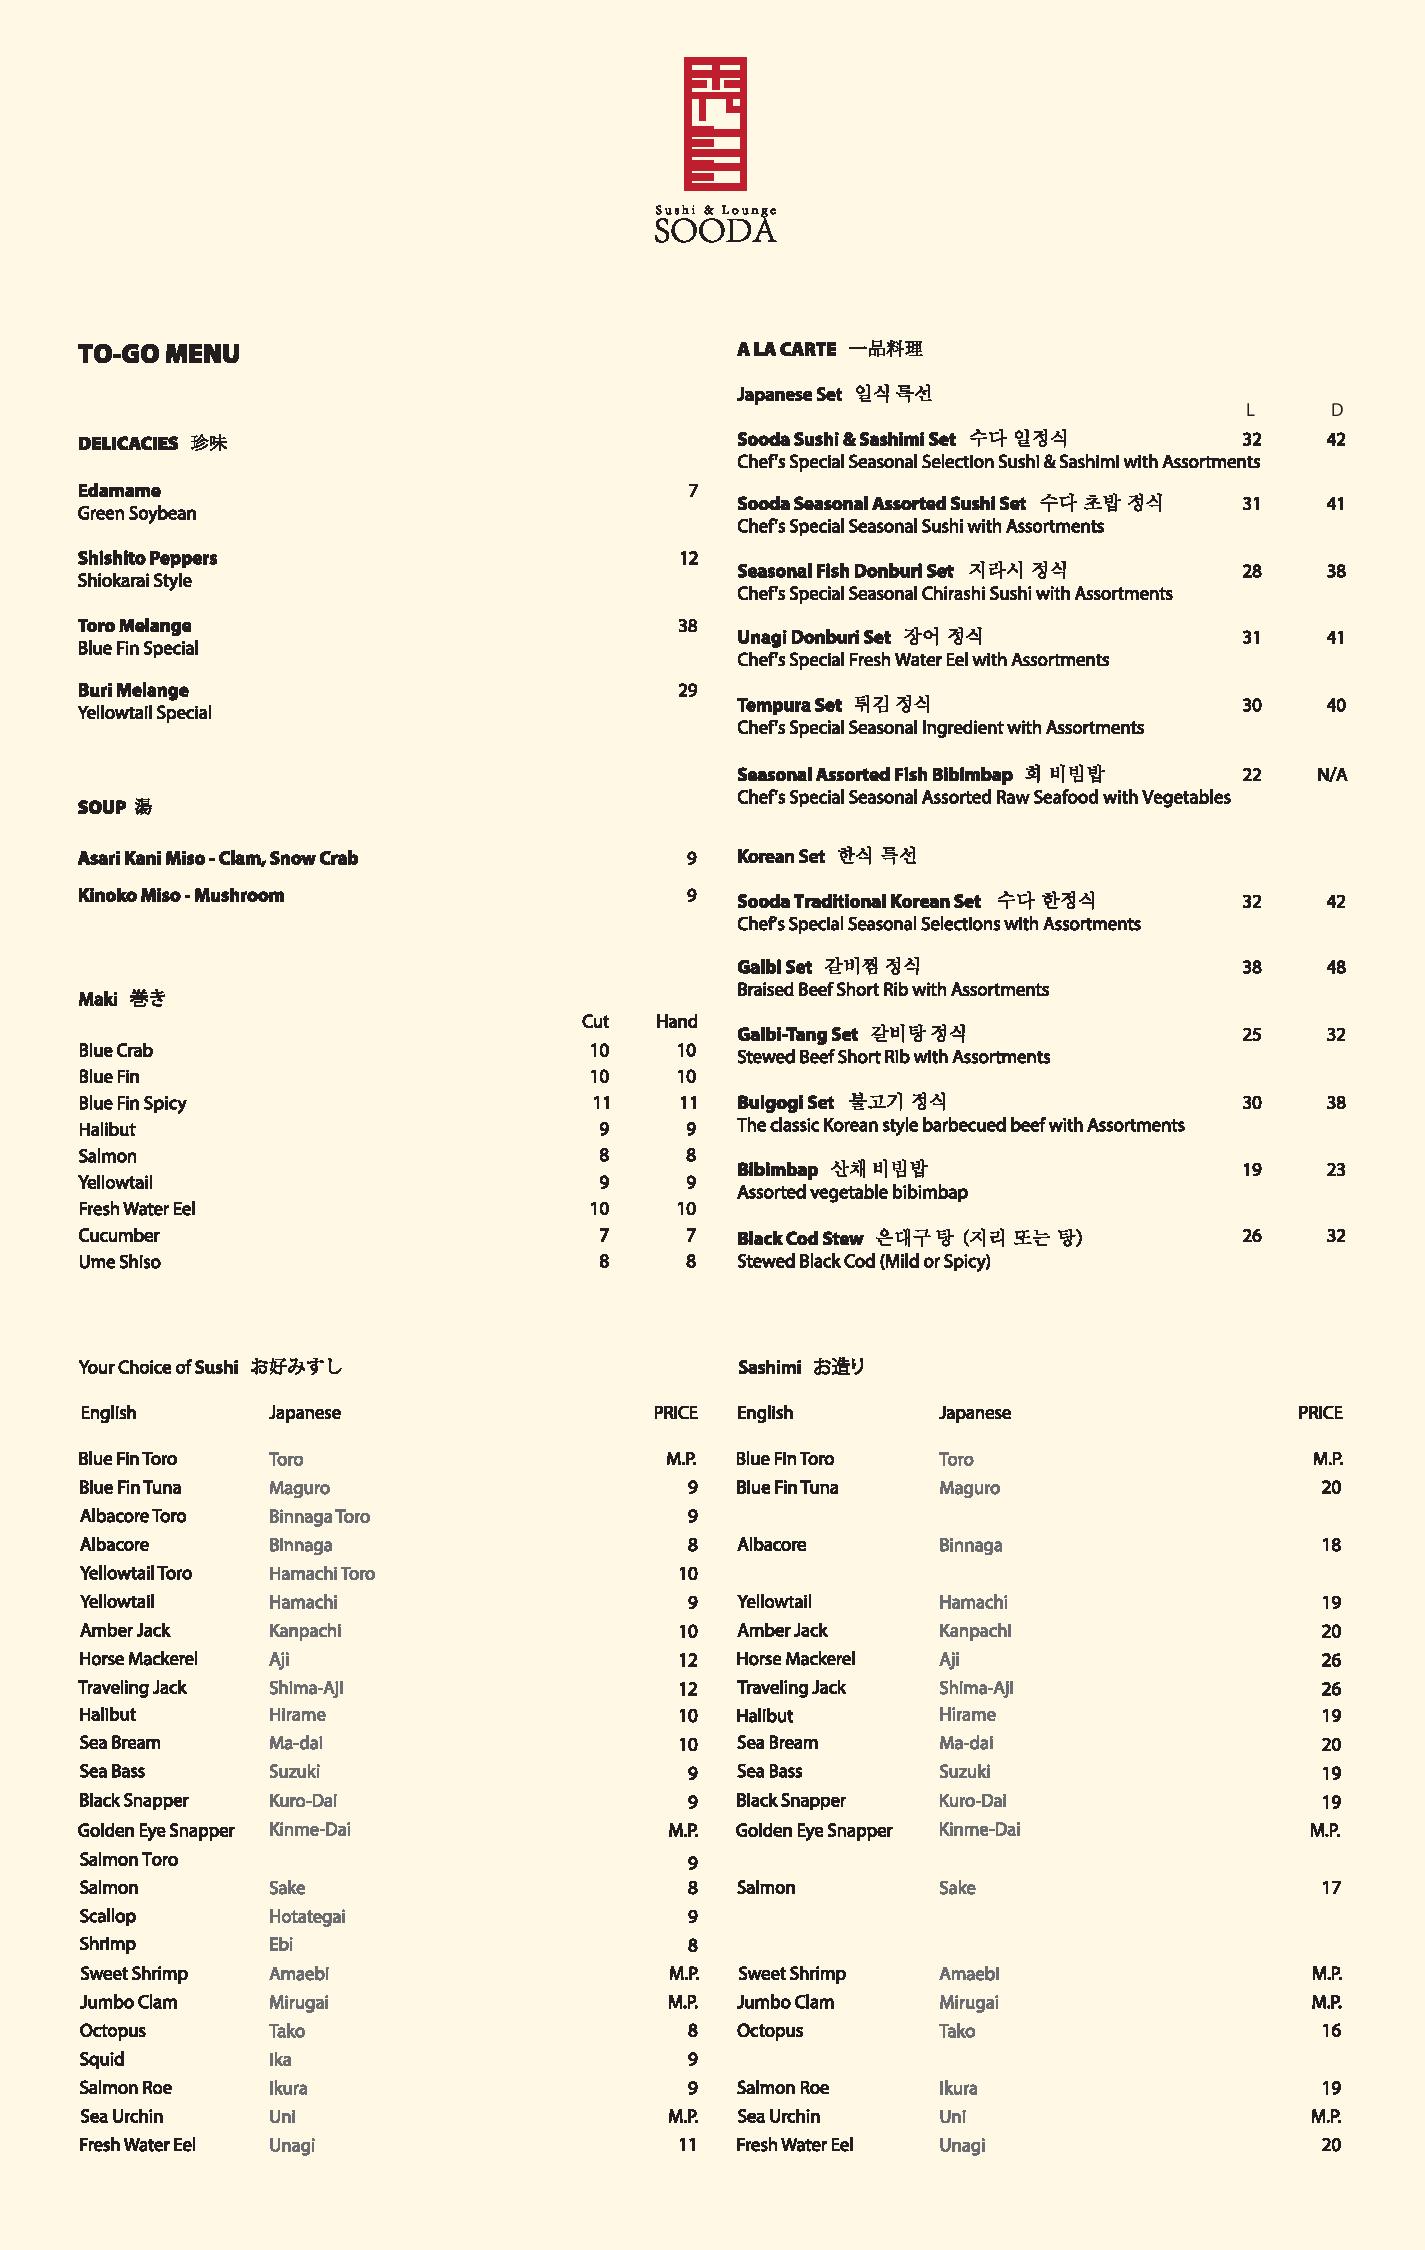 Sushi & Lounge
SOODA
TO-GO MENU
DELICACIES 珍味
Edamame 7
Green Soybean
Shishito Peppers 12
Shiokarai Style
Toro Melange 38
Blue Fin Special
Buri Melange 29
Yellowtail Special
SOUP 湯
Asari Kani Miso - Clam, Snow Crab 9
Kinoko Miso - Mushroom 9
Maki 巻き
Cut Hand
Blue Crab 10 10
Blue Fin 10 10
Blue Fin Spicy 11 11
Halibut 9 9
Salmon 8 8
Yellowtail 9 9
Fresh Water Eel 10 10
Cucumber 7 7
Ume Shiso 8 8
A LA CARTE 一品料理
Japanese Set 일식 특선
L D
Sooda Sushi & Sashimi Set 수다 일정식 32 42
Chef's Special Seasonal Selection Sushi & Sashimi with Assortments
Sooda Seasonal Assorted Sushi Set 수다 초밥 정식 31 41
Chef's Special Seasonal Sushi with Assortments
Seasonal Fish Donburi Set 지라시 정식 28 38
Chef's Special Seasonal Chirashi Sushi with Assortments
Unagi Donburi Set 장어 정식 31 41
Chef's Special Fresh Water Eel with Assortments
Tempura Set 튀김 정식 30 40
Chef's Special Seasonal Ingredient with Assortments
Seasonal Assorted Fish Bibimbap 회 비빔밥 22 N/A
Chef's Special Seasonal Assorted Raw Seafood with Vegetables
Korean Set 한식 특선
Sooda Traditional Korean Set 수다 한정식 32 42
Chef's Special Seasonal Selections with Assortments
Galbi Set 갈비찜 정식 38 48
Braised Beef Short Rib with Assortments
Galbi-Tang Set 갈비탕 정식 25 32
Stewed Beef Short Rib with Assortments
Bulgogi Set 불고기 정식 30 38
The classic Korean style barbecued beef with Assortments
Bibimbap 산채 비빔밥 19 23
Assorted vegetable bibimbap
Black Cod Stew 은대구 탕 (지리 또는 탕) 26 32
Stewed Black Cod (Mild or Spicy)
Your Choice of Sushi お好みすし
English Japanese PRICE
Blue Fin Toro Toro M.P.
Blue Fin Tuna Maguro 9
Albacore Toro Binnaga Toro 9
Albacore Binnaga 8
Yellowtail Toro Hamachi Toro 10
Yellowtail Hamachi 9
Amber Jack Kanpachi 10
Horse Mackerel Aji 12
Traveling Jack Shima-Aji 12
Halibut Hirame 10
Sea Bream Ma-dai 10
Sea Bass Suzuki 9
Black Snapper Kuro-Dai 9
Golden Eye Snapper Kinme-Dai M.P.
Salmon Toro 9
Salmon Sake 8
Scallop Hotategai 9
Shrimp Ebi 8
Sweet Shrimp Amaebi M.P.
Jumbo Clam Mirugai M.P.
Octopus Tako 8
Squid Ika 9
Salmon Roe Ikura 9
Sea Urchin Uni M.P.
Fresh Water Eel Unagi 11
Sashimi お造り
English Japanese PRICE
Blue Fin Toro Toro M.P.
Blue Fin Tuna Maguro 20
Albacore Binnaga 18
Yellowtail Hamachi 19
Amber Jack Kanpachi 20
Horse Mackerel Aji 26
Traveling Jack Shima-Aji 26
Halibut Hirame 19
Sea Bream Ma-dai 20
Sea Bass Suzuki 19
Black Snapper Kuro-Dai 19
Golden Eye Snapper Kinme-Dai M.P.
Salmon Sake 17
Sweet Shrimp Amaebi M.P.
Jumbo Clam Mirugai M.P.
Octopus Tako 16
Salmon Roe Ikura 19
Sea Urchin Uni M.P.
Fresh Water Eel Unagi 20